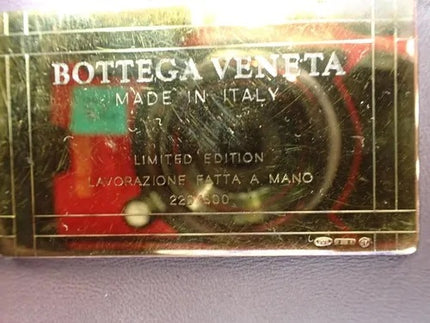 BOTTEGA VENETA
MADE IN ITALY
LIMITED EDITION
LAVORAZIONE FATTA A MANO